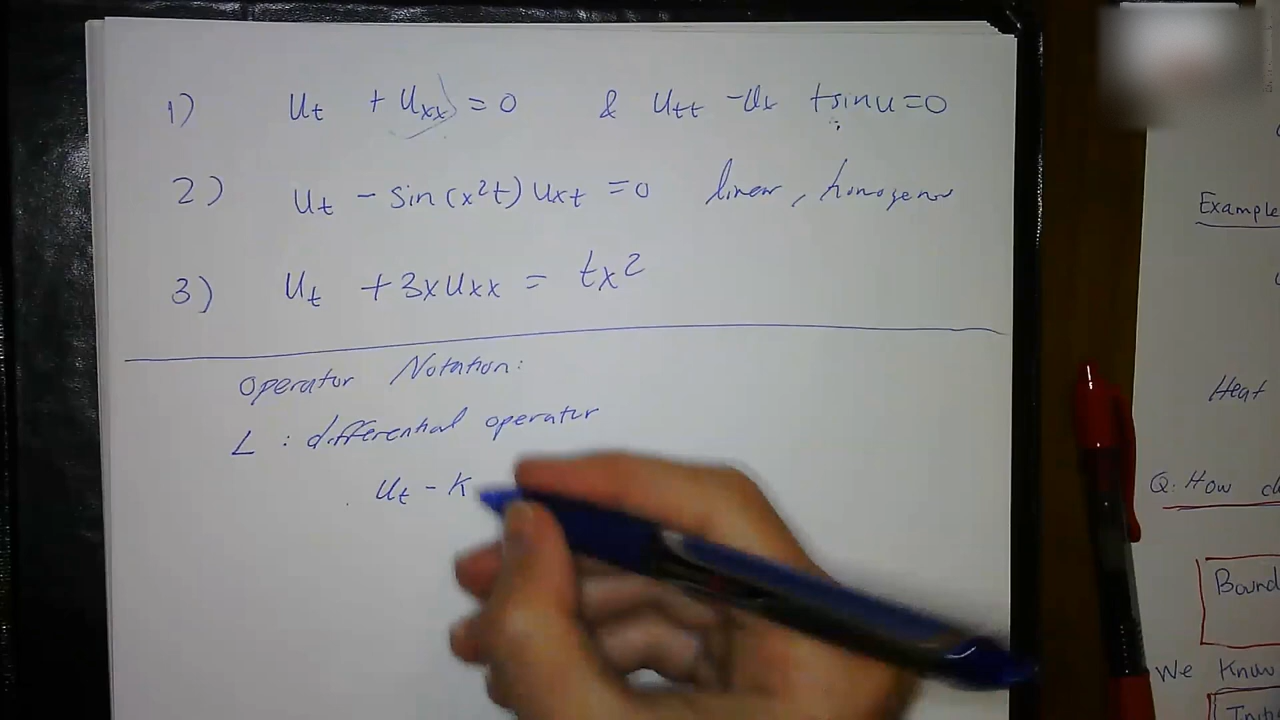 1) u_t + u_xx = 0 & u_tt - u_x + sin u = 0
2) u_t - sin(x²t) u_xt = 0 linear,
3) u_t + 3x u_xx = tx²
Operator Notation:
L : differential operator
u_t - K
Example
Heat
Q: How
Bound
We Know